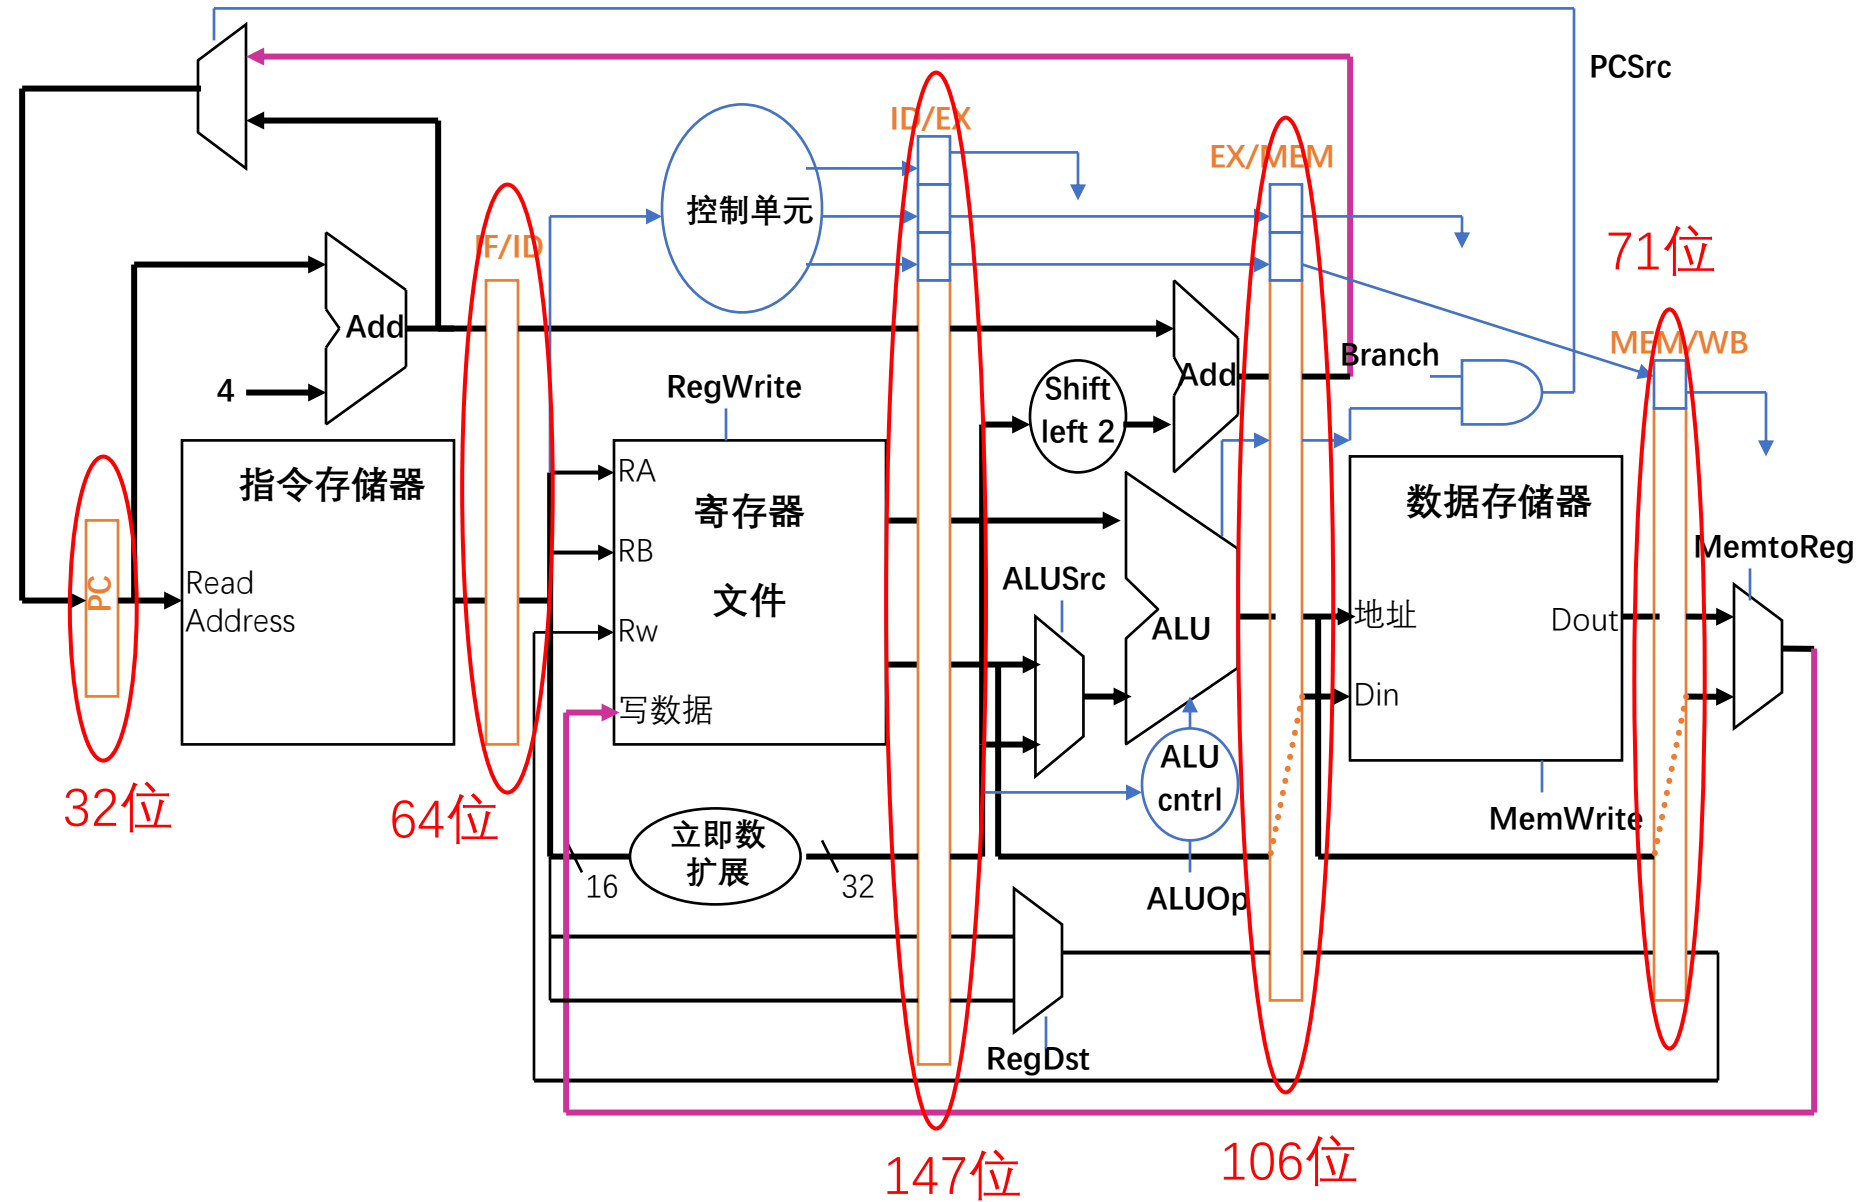 PCSrc
ID/EX
EX/MEM
控制单元
IF/ID
71位
MEM/WB
Add
4
Branch
Add
RegWrite
Shift
left 2
指令存储器
RA
寄存器
数据存储器
RB
MemtoReg
PC
Read
Address
文件
ALUSrc
Rw
ALU
地址
Dout
写数据
Din
ALU
cntrl
32位
64位
MemWrite
立即数
扩展
16
32
ALUOp
RegDst
147位
106位